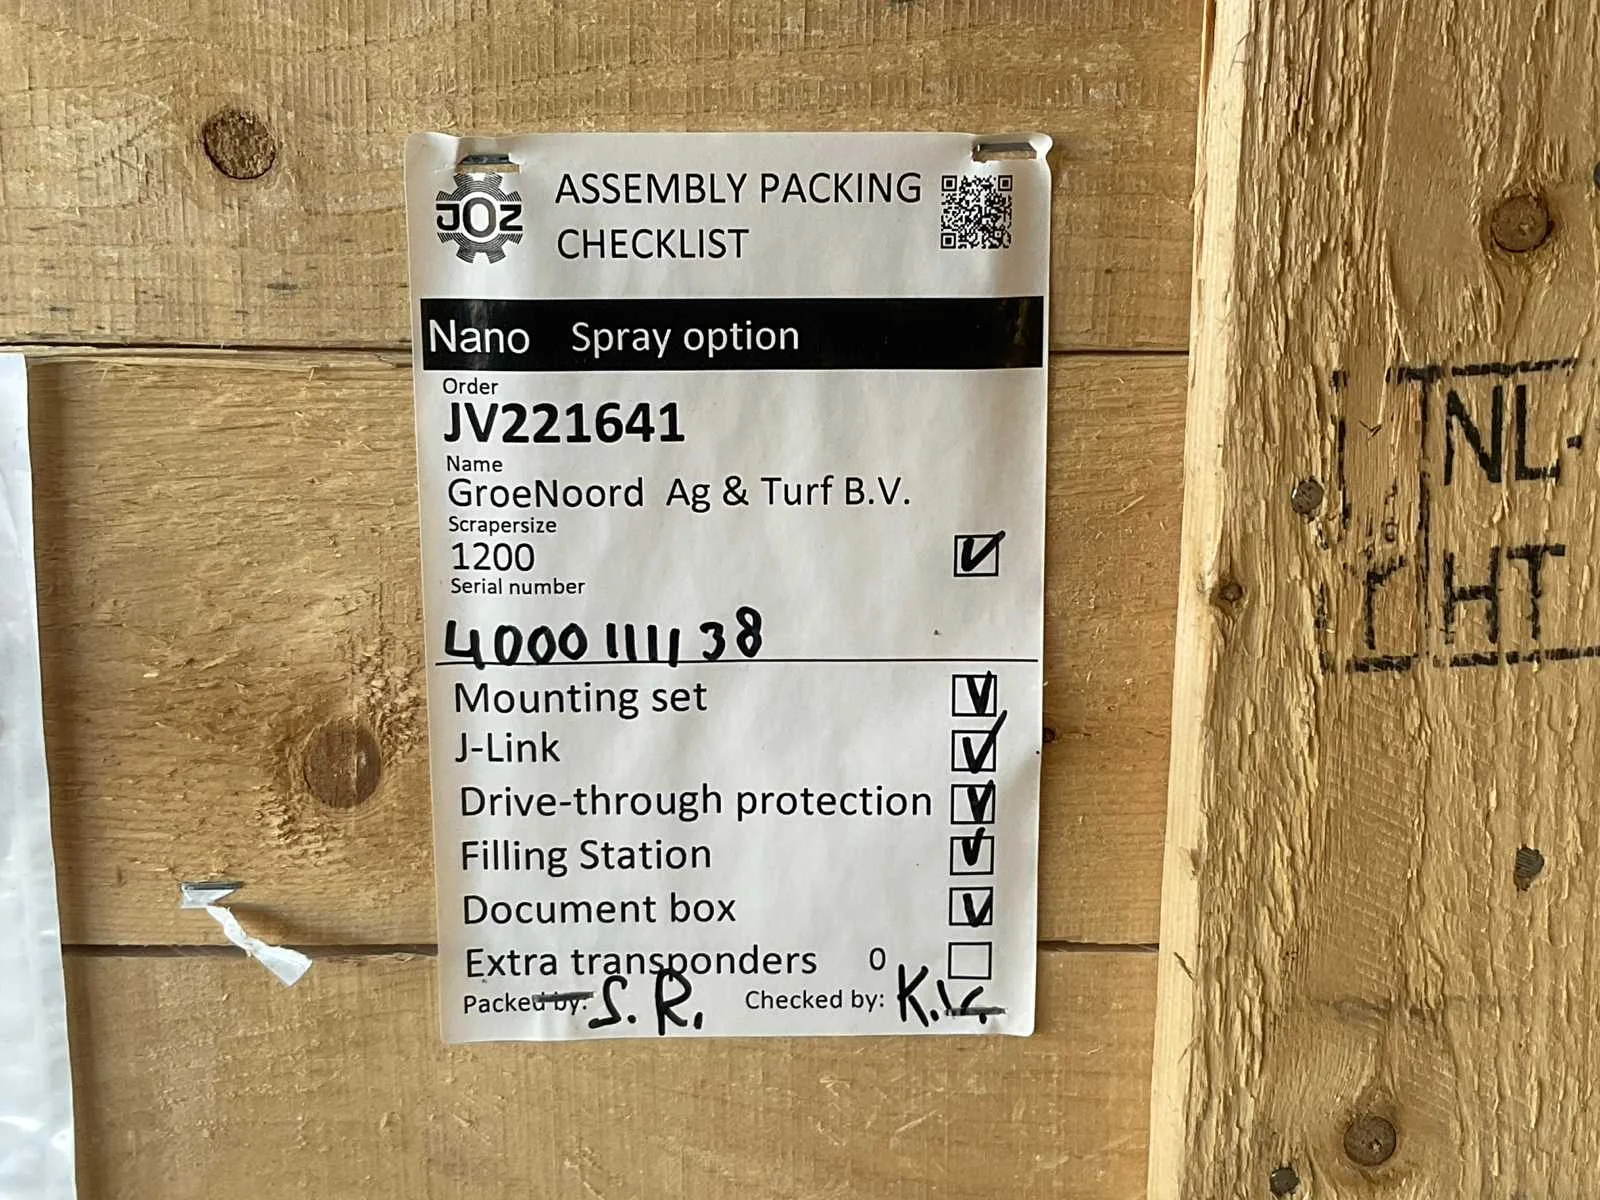 JOZ
ASSEMBLY PACKING
CHECKLIST
Nano Spray option
Order
JV221641
Name
GroeNoord Ag & Turf B.V.
Scrapersize
1200
Serial number
4000111138
Mounting set
J-Link
Drive-through protection
Filling Station
Document box
Extra transponders 0
Packed by: S.R. Checked by: K.K.
NL-
HT